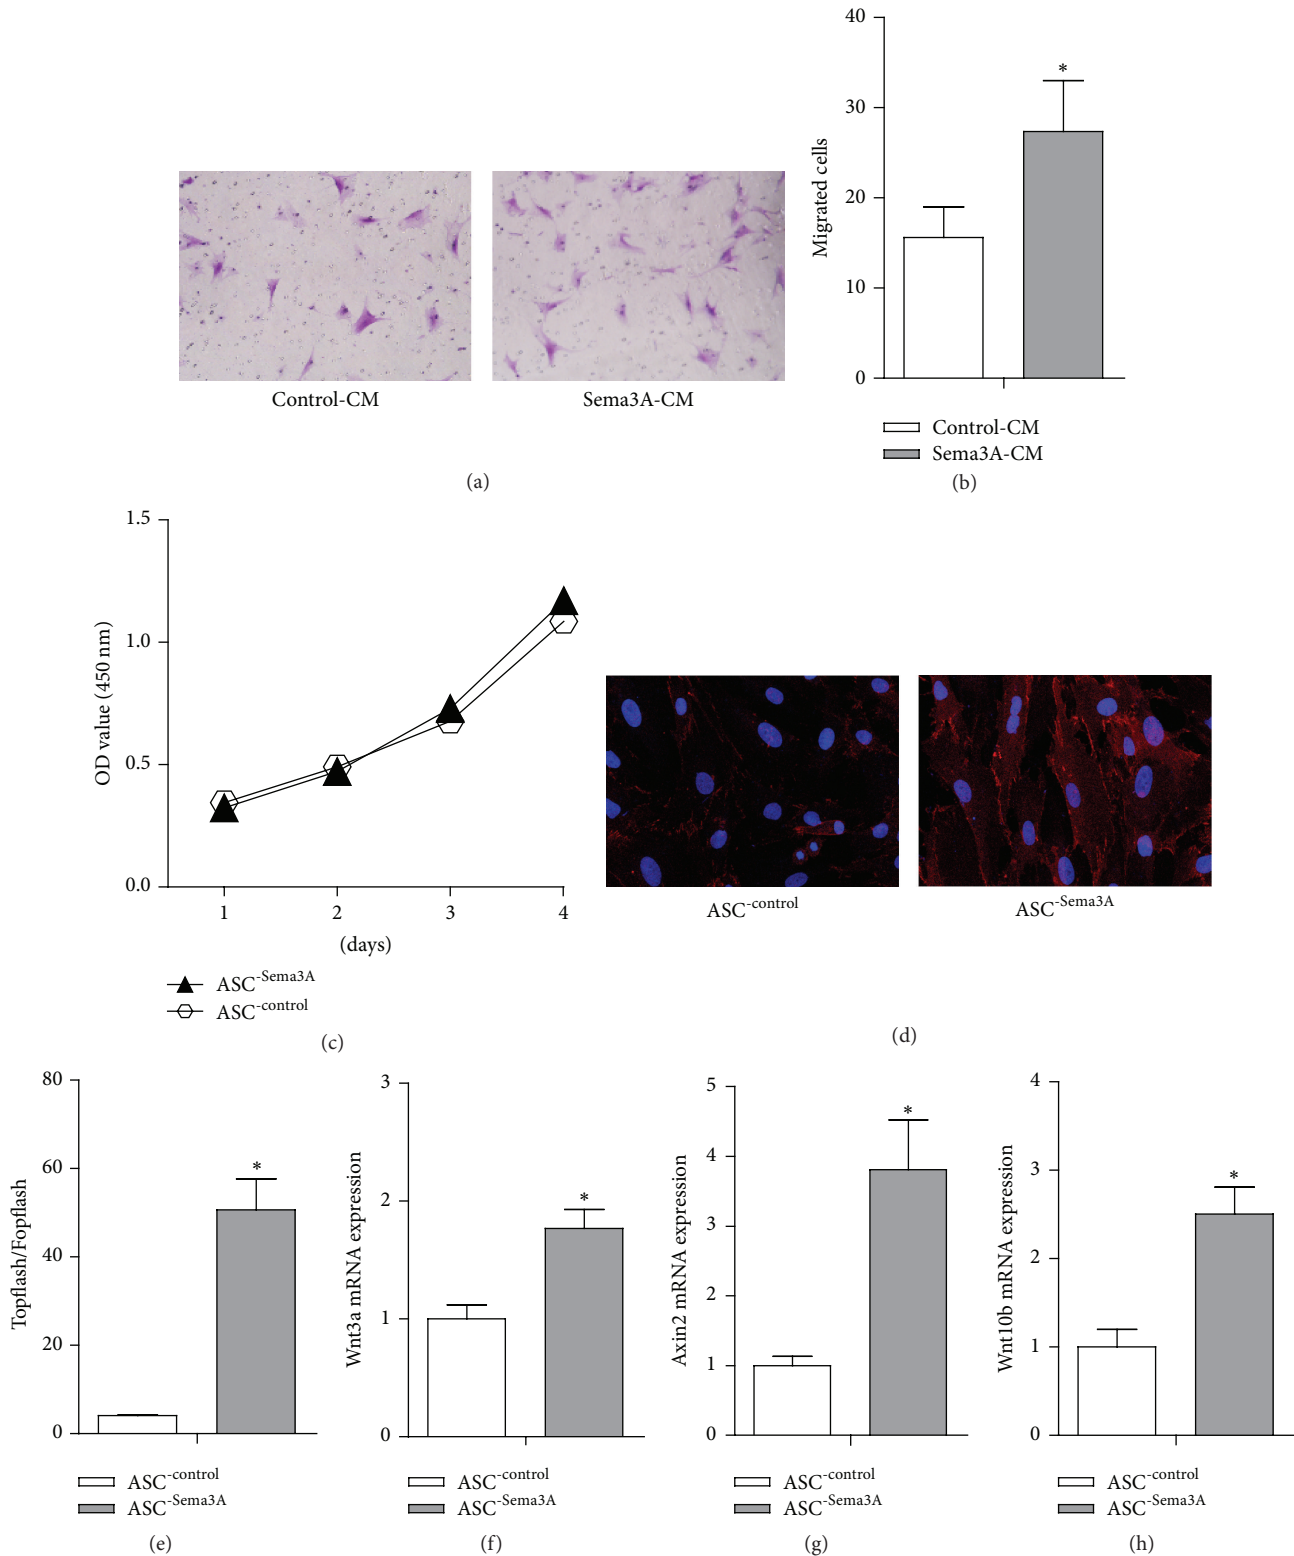 40
30
20
10
0
Migrated cells
*
Control-CM
Sema3A-CM
Control-CM
Sema3A-CM
(a)
(b)
1.5
1.0
0.5
0.0
OD value (450 nm)
1 2 3 4
(days)
ASC-Sema3A
ASC-control
(c)
ASC-control
ASC-Sema3A
(d)
80
60
40
20
0
Topflash/Fopflash
*
ASC-control
ASC-Sema3A
(e)
3
2
1
0
Wnt3a mRNA expression
*
ASC-control
ASC-Sema3A
(f)
5
4
3
2
1
0
Axin2 mRNA expression
*
ASC-control
ASC-Sema3A
(g)
4
3
2
1
0
Wnt10b mRNA expression
*
ASC-control
ASC-Sema3A
(h)